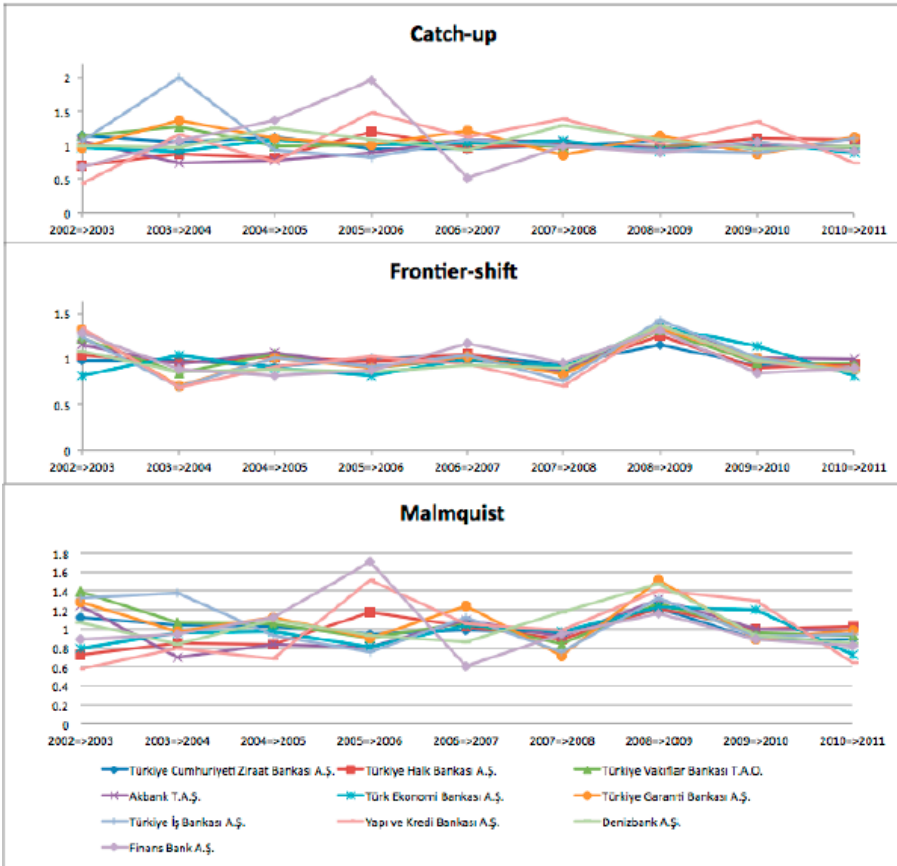 Catch-up
2
1.5
1
0.5
0
2002=>2003 2003=>2004 2004=>2005 2005=>2006 2006=>2007 2007=>2008 2008=>2009 2009=>2010 2010=>2011
Frontier-shift
1.5
1
0.5
0
2002=>2003 2003=>2004 2004=>2005 2005=>2006 2006=>2007 2007=>2008 2008=>2009 2009=>2010 2010=>2011
Malmquist
1.8
1.6
1.4
1.2
1
0.8
0.6
0.4
0.2
0
2002=>2003 2003=>2004 2004=>2005 2005=>2006 2006=>2007 2007=>2008 2008=>2009 2009=>2010 2010=>2011
Türkiye Cumhuriyeti Ziraat Bankası A.Ş. Türkiye Halk Bankası A.Ş. Türkiye Vakıflar Bankası T.A.O.
Akbank T.A.Ş. Türk Ekonomi Bankası A.Ş. Türkiye Garanti Bankası A.Ş.
Türkiye İş Bankası A.Ş. Yapı ve Kredi Bankası A.Ş. Denizbank A.Ş.
Finans Bank A.Ş.